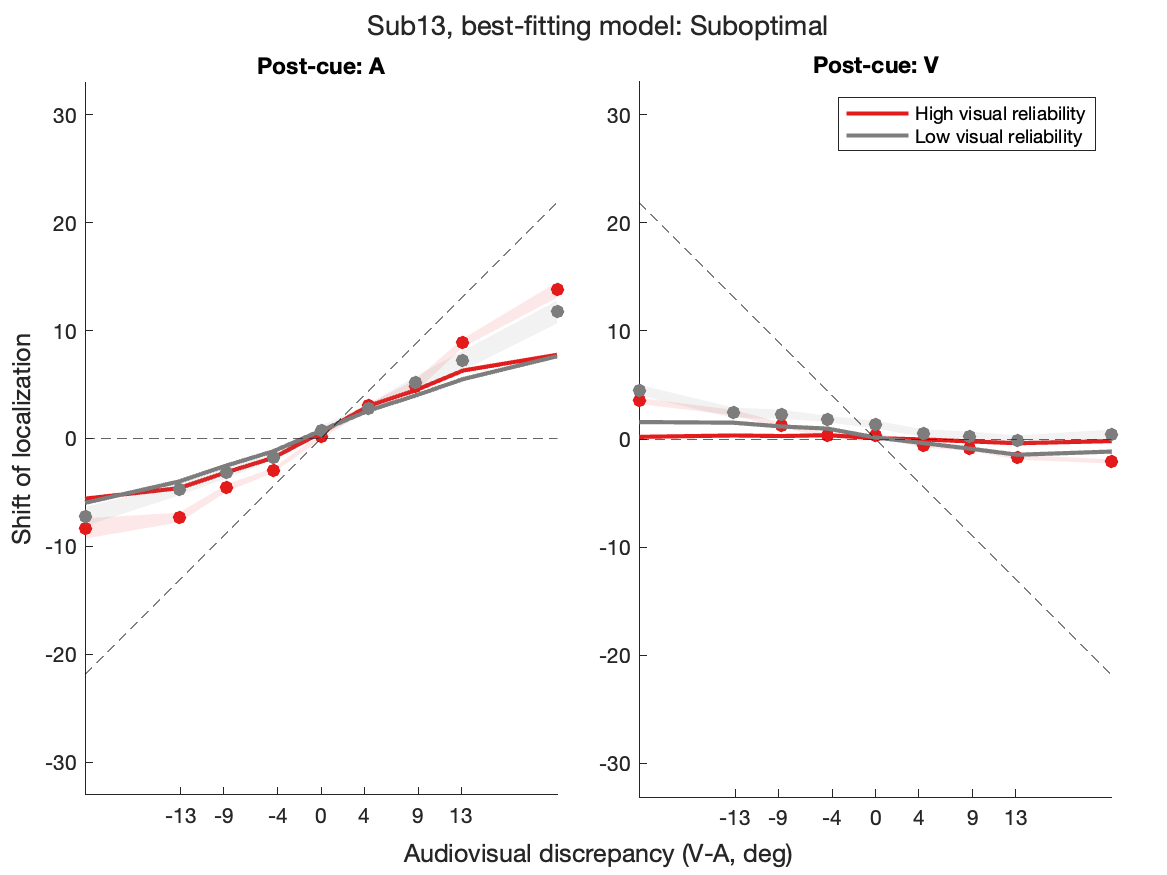 Sub13, best-fitting model: Suboptimal
Post-cue: A
Post-cue: V
High visual reliability
Low visual reliability
30
20
10
0
-10
-20
-30
30
20
10
0
-10
-20
-30
Shift of localization
-13 -9 -4 0 4 9 13
-13 -9 -4 0 4 9 13
Audiovisual discrepancy (V-A, deg)